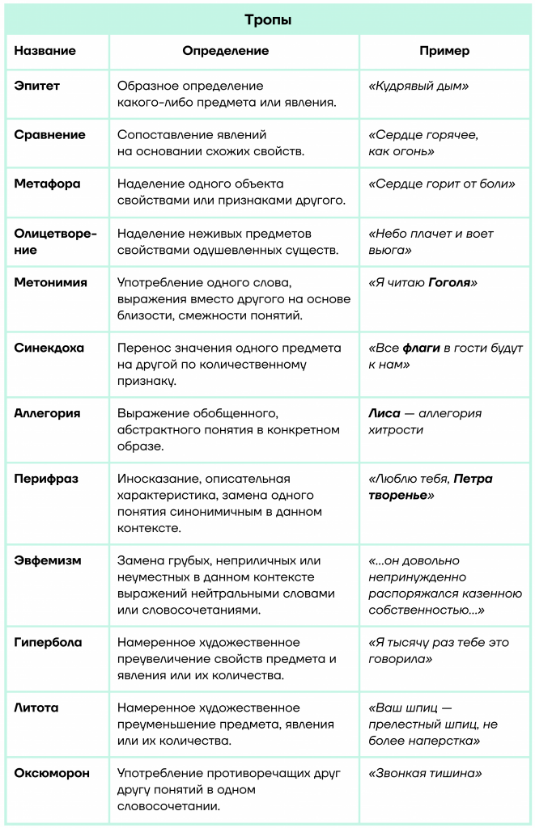 Тропы
Название Определение Пример
Эпитет Образное определение «Кудрявый дым»
какого-либо предмета или явления.
Сравнение Сопоставление явлений «Сердце горячее,
на основании схожих свойств. как огонь»
Метафора Наделение одного объекта «Сердце горит от боли»
свойствами или признаками другого.
Олицетворе- Наделение неживых предметов «Небо плачет и воет
ние свойствами одушевленных существ. вьюга»
Метонимия Употребление одного слова, «Я читаю Гоголя»
выражения вместо другого на основе
близости, смежности понятий.
Синекдоха Перенос значения одного предмета «Все флаги в гости будут
на другой по количественному к нам»
признаку.
Аллегория Выражение обобщенного, Лиса — аллегория
абстрактного понятия в конкретном хитрости
образе.
Перифраз Иносказание, описательная «Люблю тебя, Петра
характеристика, замена одного творенье»
понятия синонимичным в данном
контексте.
Эвфемизм Замена грубых, неприличных или «...он довольно
неуместных в данном контексте непринужденно
выражений нейтральными словами распоряжался казенною
или словосочетаниями. собственностью...»
Гипербола Намеренное художественное «Я тысячу раз тебе это
преувеличение свойств предмета и говорила»
явления или их количества.
Литота Намеренное художественное «Ваш шпиц —
преуменьшение предмета, явления прелестный шпиц, не
или их количества. более наперстка»
Оксюморон Употребление противоречащих друг «Звонкая тишина»
другу понятий в одном
словосочетании.